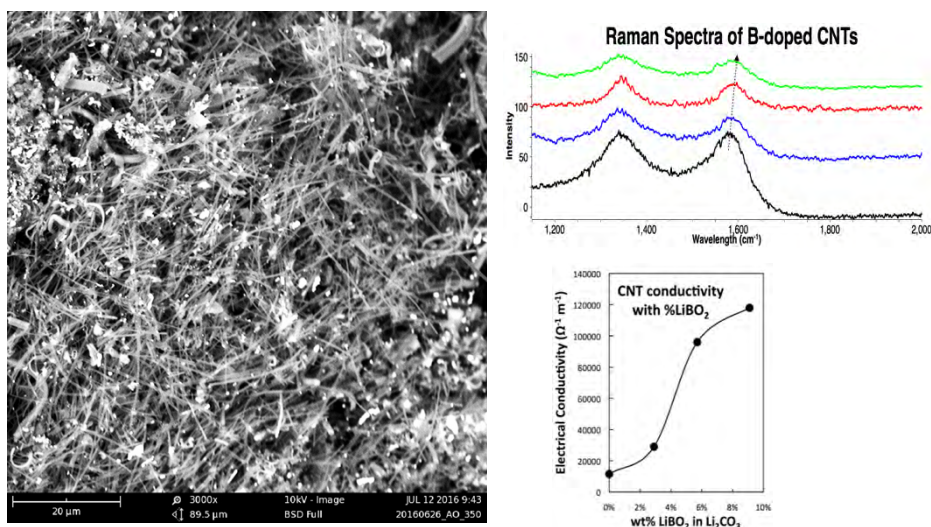 20 μm
3000x
89.5 μm
10kV - Image
BSD Full
JUL 12 2016 9:43
20160626_AO_350
Raman Spectra of B-doped CNTs
Intensity
150
100
50
0
1,200
1,400
1,600
1,800
2,000
Wavelength (cm⁻¹)
CNT conductivity
with %LiBO₂
Electrical Conductivity (Ω⁻¹ m⁻¹)
140000
120000
100000
80000
60000
40000
20000
0
0%
2%
4%
6%
8%
10%
wt% LiBO₂ in Li₂CO₃